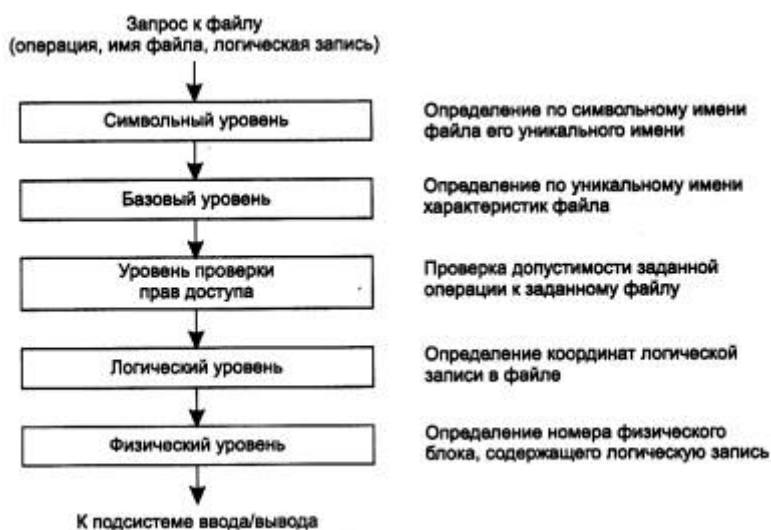 Запрос к файлу
(операция, имя файла, логическая запись)
Символьный уровень
Определение по символьному имени
файла его уникального имени
Базовый уровень
Определение по уникальному имени
характеристик файла
Уровень проверки
прав доступа
Проверка допустимости заданной
операции к заданному файлу
Логический уровень
Определение координат логической
записи в файле
Физический уровень
Определение номера физического
блока, содержащего логическую запись
К подсистеме ввода/вывода